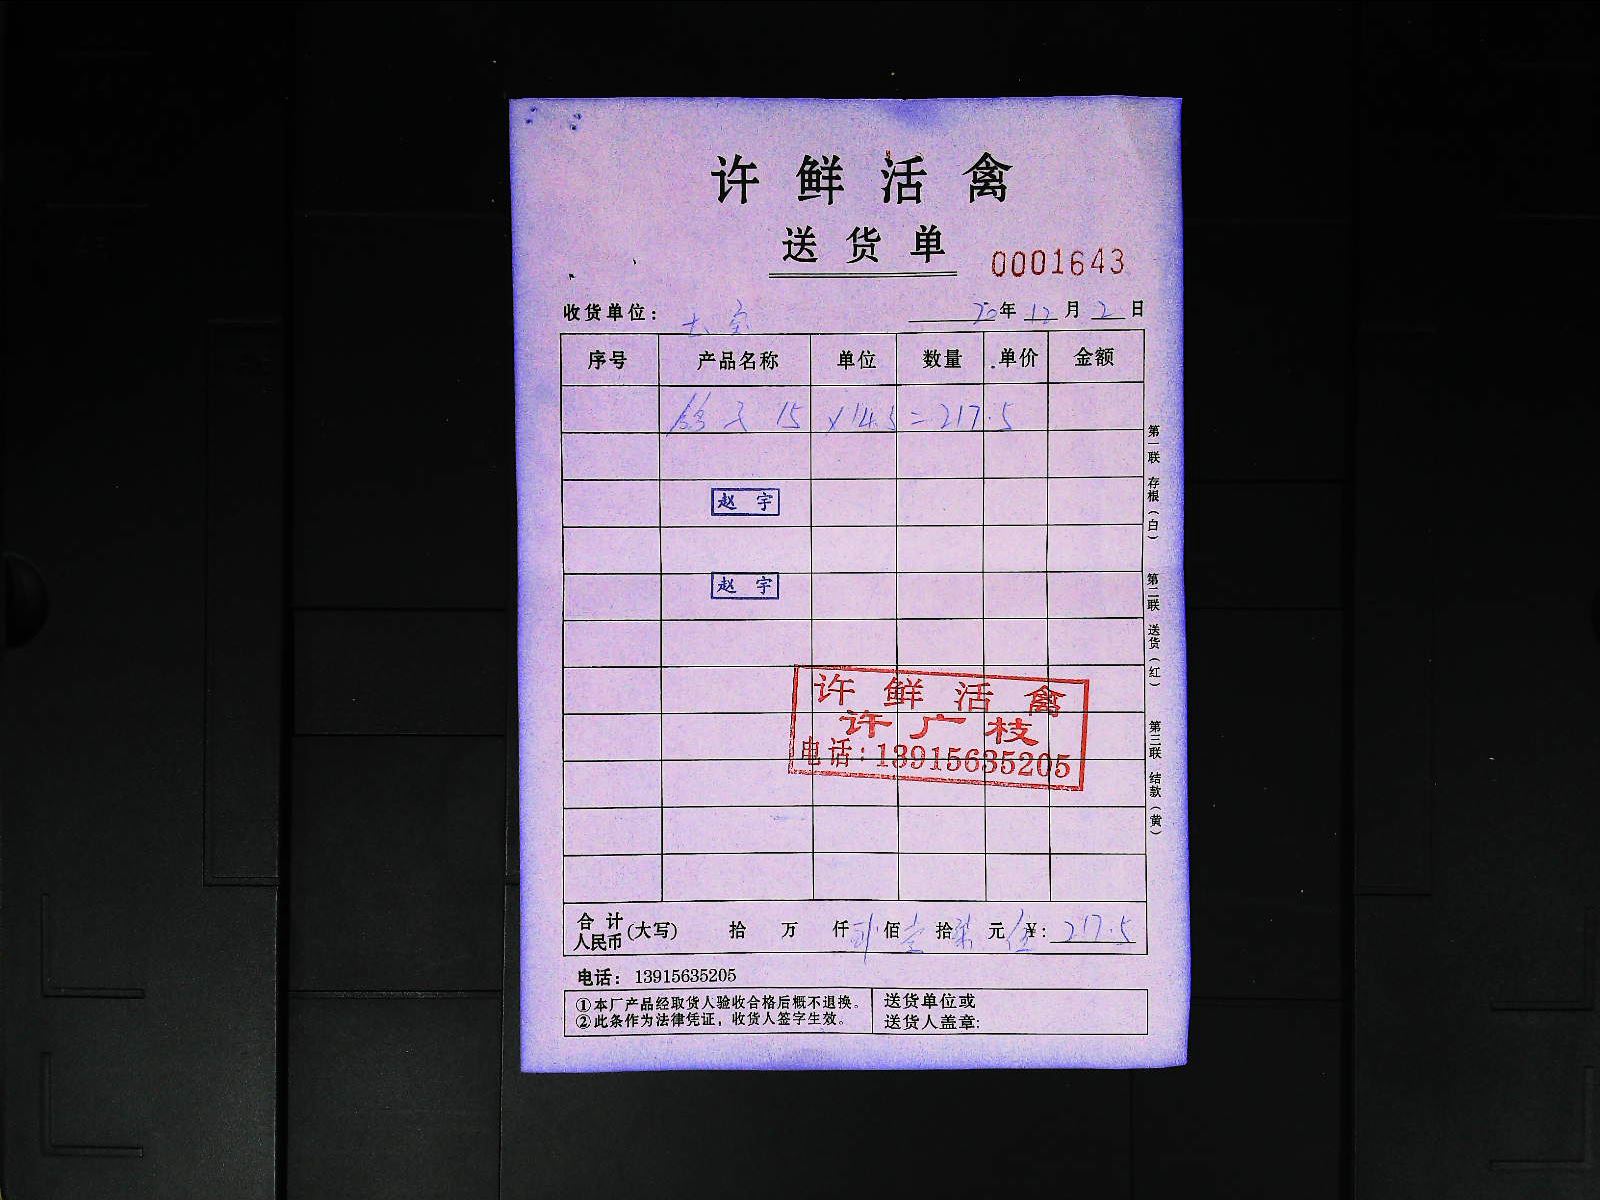 许鲜活禽
送货单
0001643
收货单位：
20年 12月 2日
序号 产品名称 单位 数量 单价 金额
15 × 14.5 = 217.5
赵宇
赵宇
许鲜活禽
许广枝
电话：13915635205
第一联 存根（白）
第二联 送货（红）
第三联 结款（黄）
合计人民币(大写) 拾 万 仟 贰佰 壹拾 柒元 伍 ¥: 217.5
电话： 13915635205
①本厂产品经取货人验收合格后概不退换。
②此条作为法律凭证，收货人签字生效。
送货单位或
送货人盖章: